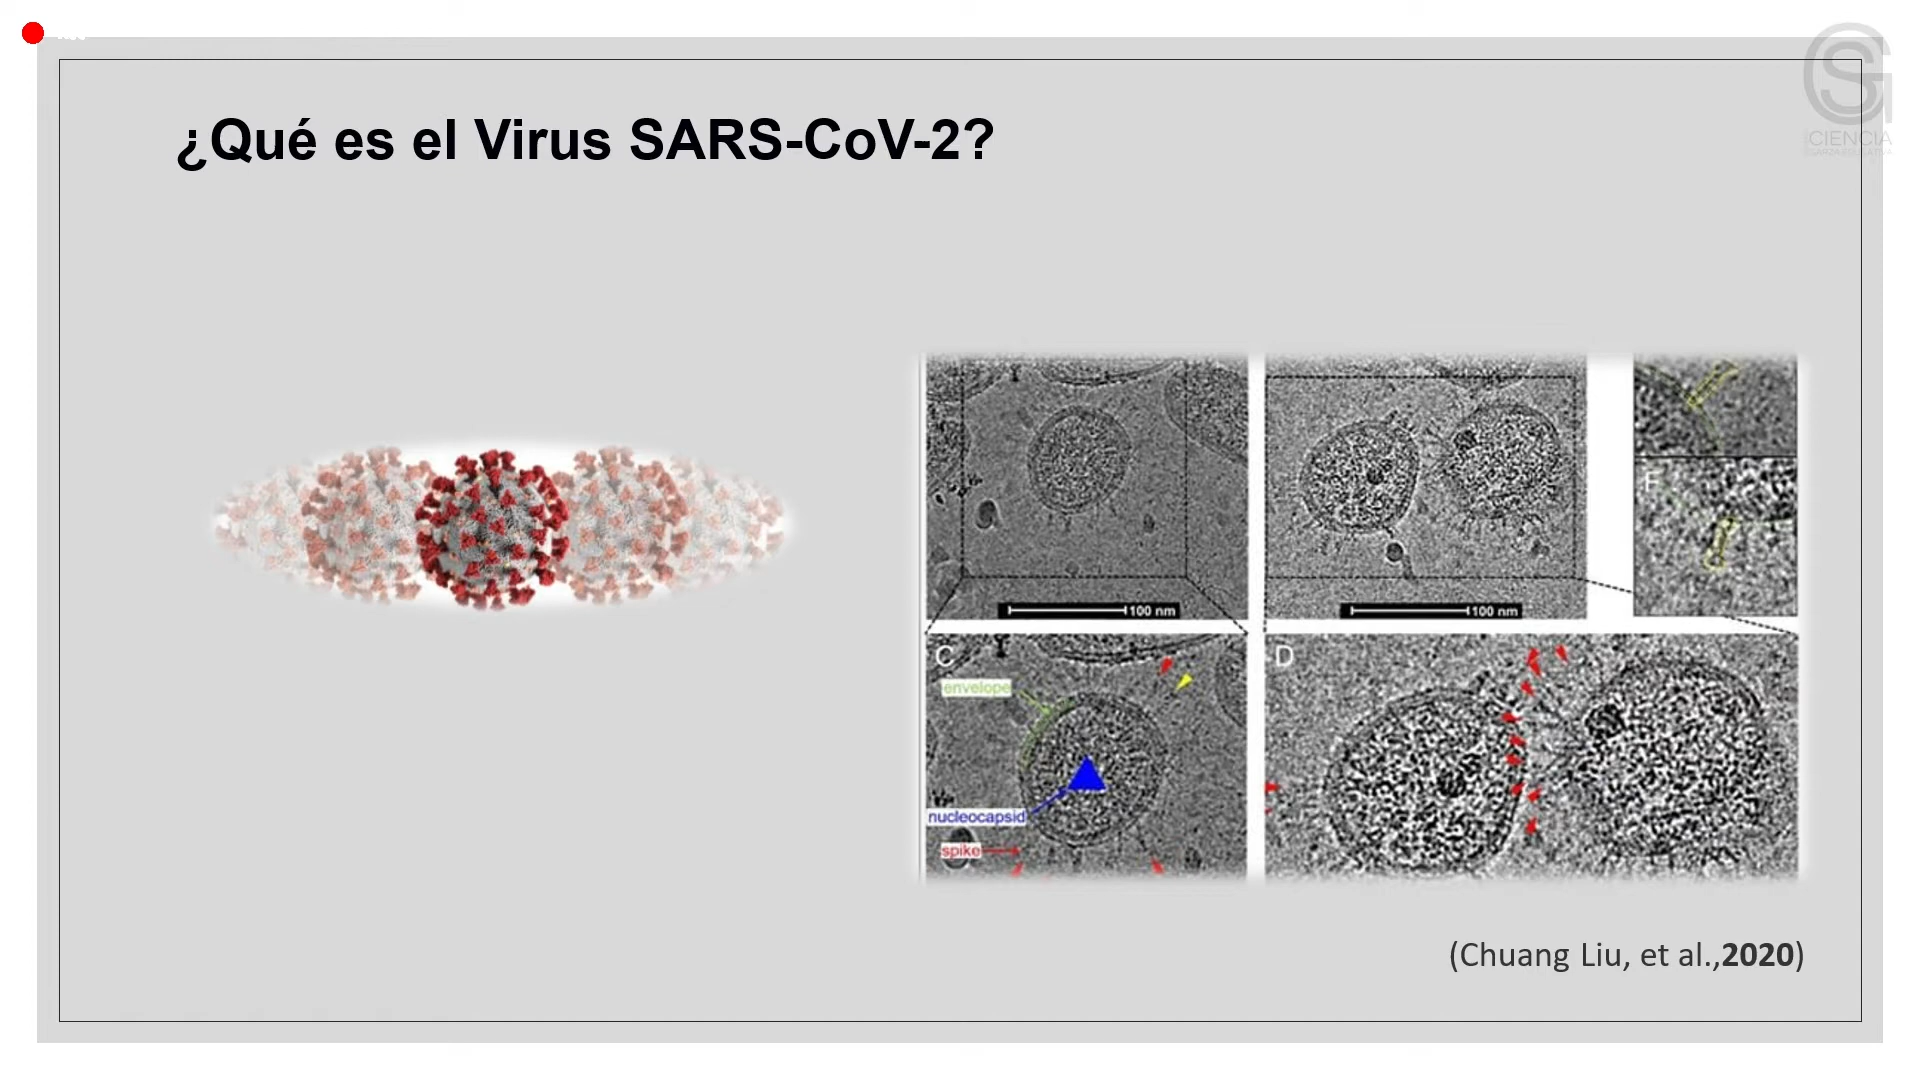 ¿Qué es el Virus SARS-CoV-2?
CIENCIA
100 nm
100 nm
F
C
envelope
nucleocapsid
spike
D
(Chuang Liu, et al.,2020)